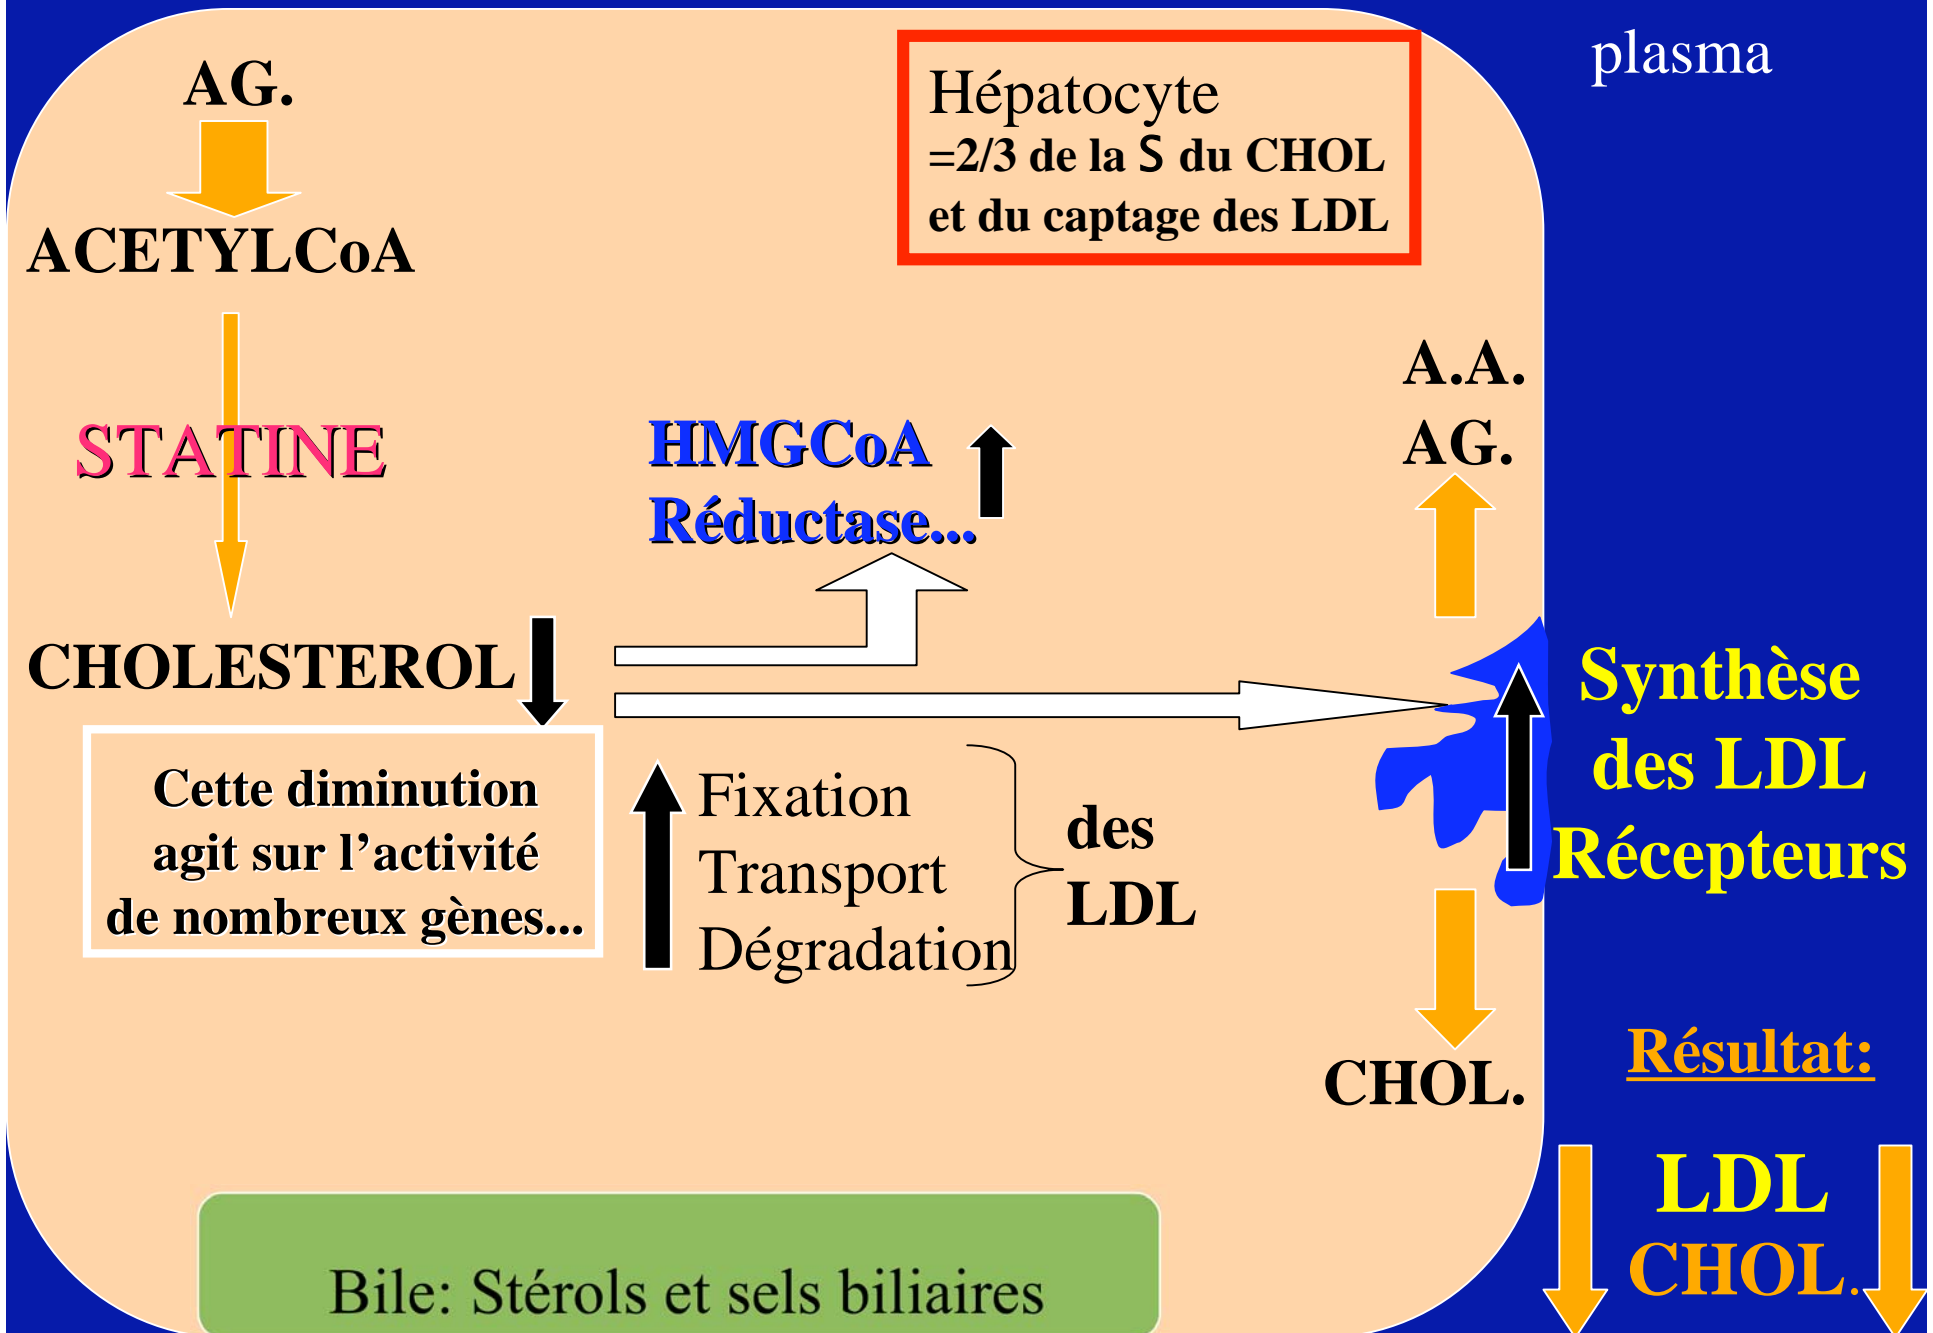 plasma
AG.
Hépatocyte
=2/3 de la S du CHOL
et du captage des LDL
ACETYLCoA
A.A.
AG.
STATINE
HMGCoA
Réductase...
CHOLESTEROL
Synthèse
des LDL
Récepteurs
Cette diminution
agit sur l’activité
de nombreux gènes...
Fixation
Transport
Dégradation
des
LDL
CHOL.
Résultat:
LDL
CHOL.
Bile: Stérols et sels biliaires